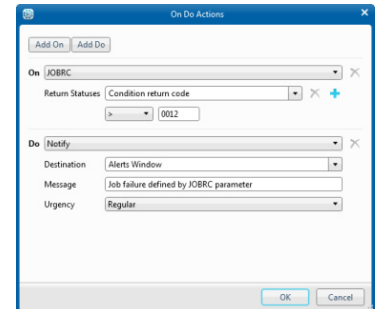 On Do Actions
Add On Add Do
On JOBRC
Return Statuses Condition return code
> 0012
Do Notify
Destination Alerts Window
Message Job failure defined by JOBRC parameter
Urgency Regular
OK Cancel